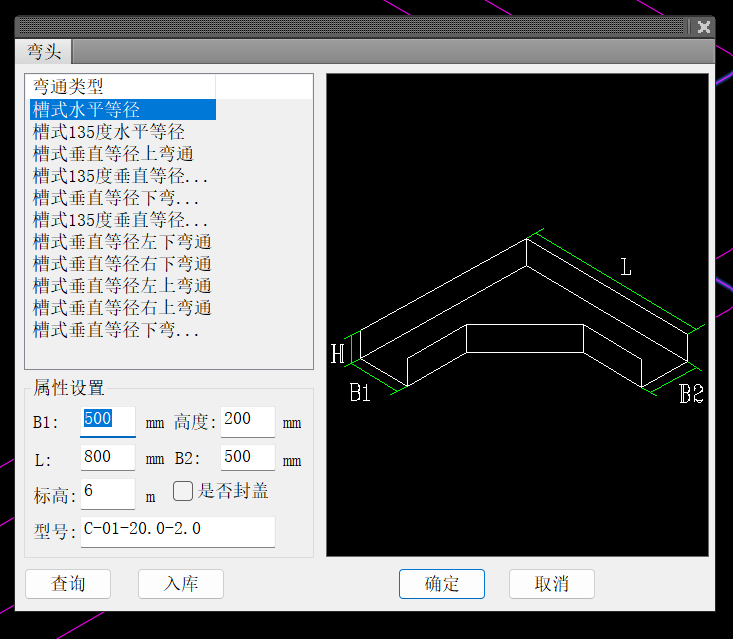 弯头
弯通类型
槽式水平等径
槽式135度水平等径
槽式垂直等径上弯通
槽式135度垂直等径...
槽式垂直等径下弯...
槽式135度垂直等径...
槽式垂直等径左下弯通
槽式垂直等径右下弯通
槽式垂直等径左上弯通
槽式垂直等径右上弯通
槽式垂直等径下弯...
L
H
B1
B2
属性设置
B1: 500 mm 高度: 200 mm
L: 800 mm B2: 500 mm
标高: 6 m 是否封盖
型号: C-01-20.0-2.0
查询 入库 确定 取消